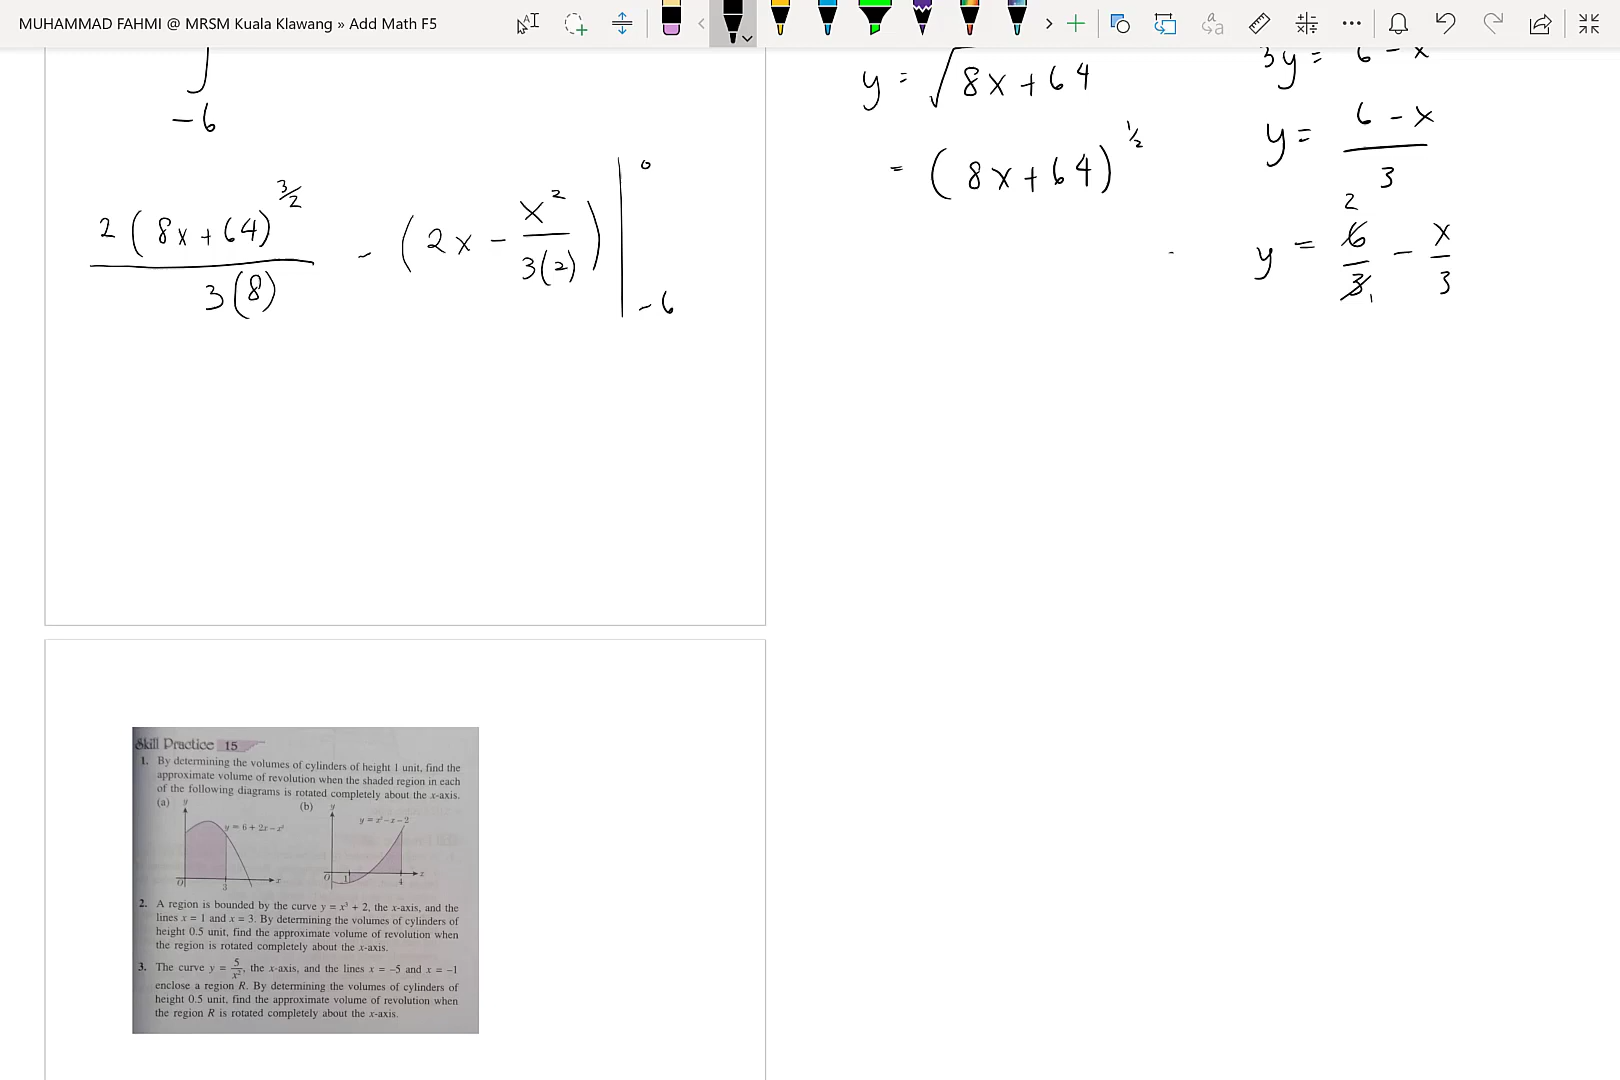 MUHAMMAD FAHMI @ MRSM Kuala Klawang » Add Math F5
-6
2(8x+64)^{3/2} / 3(8) - (2x - x^2 / 3(2)) | 0 -6
y = √8x+64
= (8x+64)^{1/2}
3y = 6 - x
y = 6 - x / 3
y = 6/3 - x/3
2
1
Skill Practice 15
1. By determining the volumes of cylinders of height 1 unit, find the
approximate volume of revolution when the shaded region in each
of the following diagrams is rotated completely about the x-axis.
(a) y (b) y
y = 6 + 2x - x²
y = x² - x - 2
O 3 x
O 1 4 x
2. A region is bounded by the curve y = x³ + 2, the x-axis, and the
lines x = 1 and x = 3. By determining the volumes of cylinders of
height 0.5 unit, find the approximate volume of revolution when
the region is rotated completely about the x-axis.
3. The curve y = 5/x², the x-axis, and the lines x = -5 and x = -1
enclose a region R. By determining the volumes of cylinders of
height 0.5 unit, find the approximate volume of revolution when
the region R is rotated completely about the x-axis.